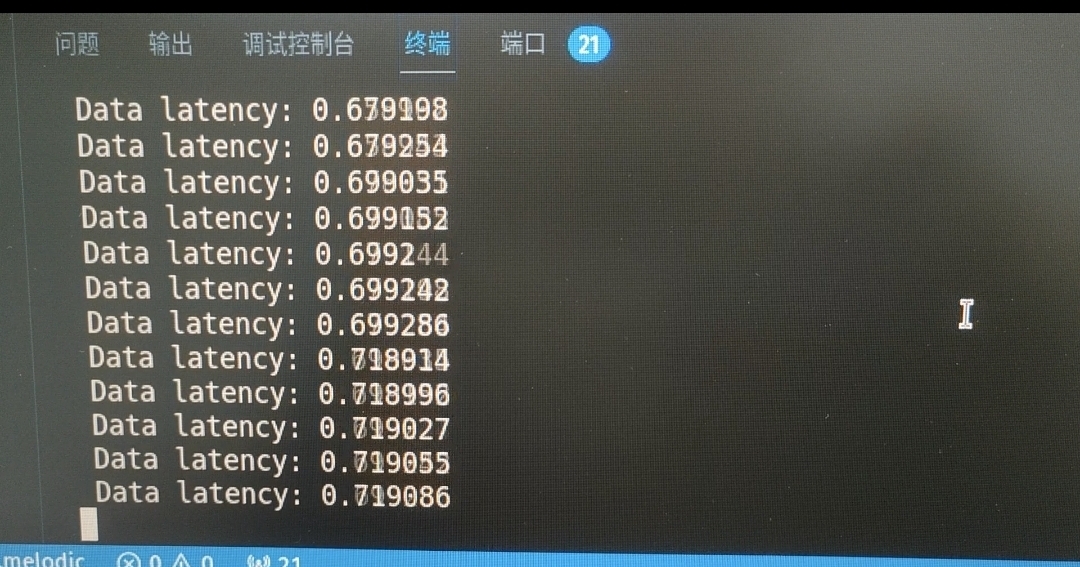 问题 输出 调试控制台 终端 端口 21
Data latency: 0.679198
Data latency: 0.679254
Data latency: 0.699035
Data latency: 0.699152
Data latency: 0.699244
Data latency: 0.699242
Data latency: 0.699286
Data latency: 0.718914
Data latency: 0.718996
Data latency: 0.719027
Data latency: 0.719055
Data latency: 0.719086
melodic 0 0 21